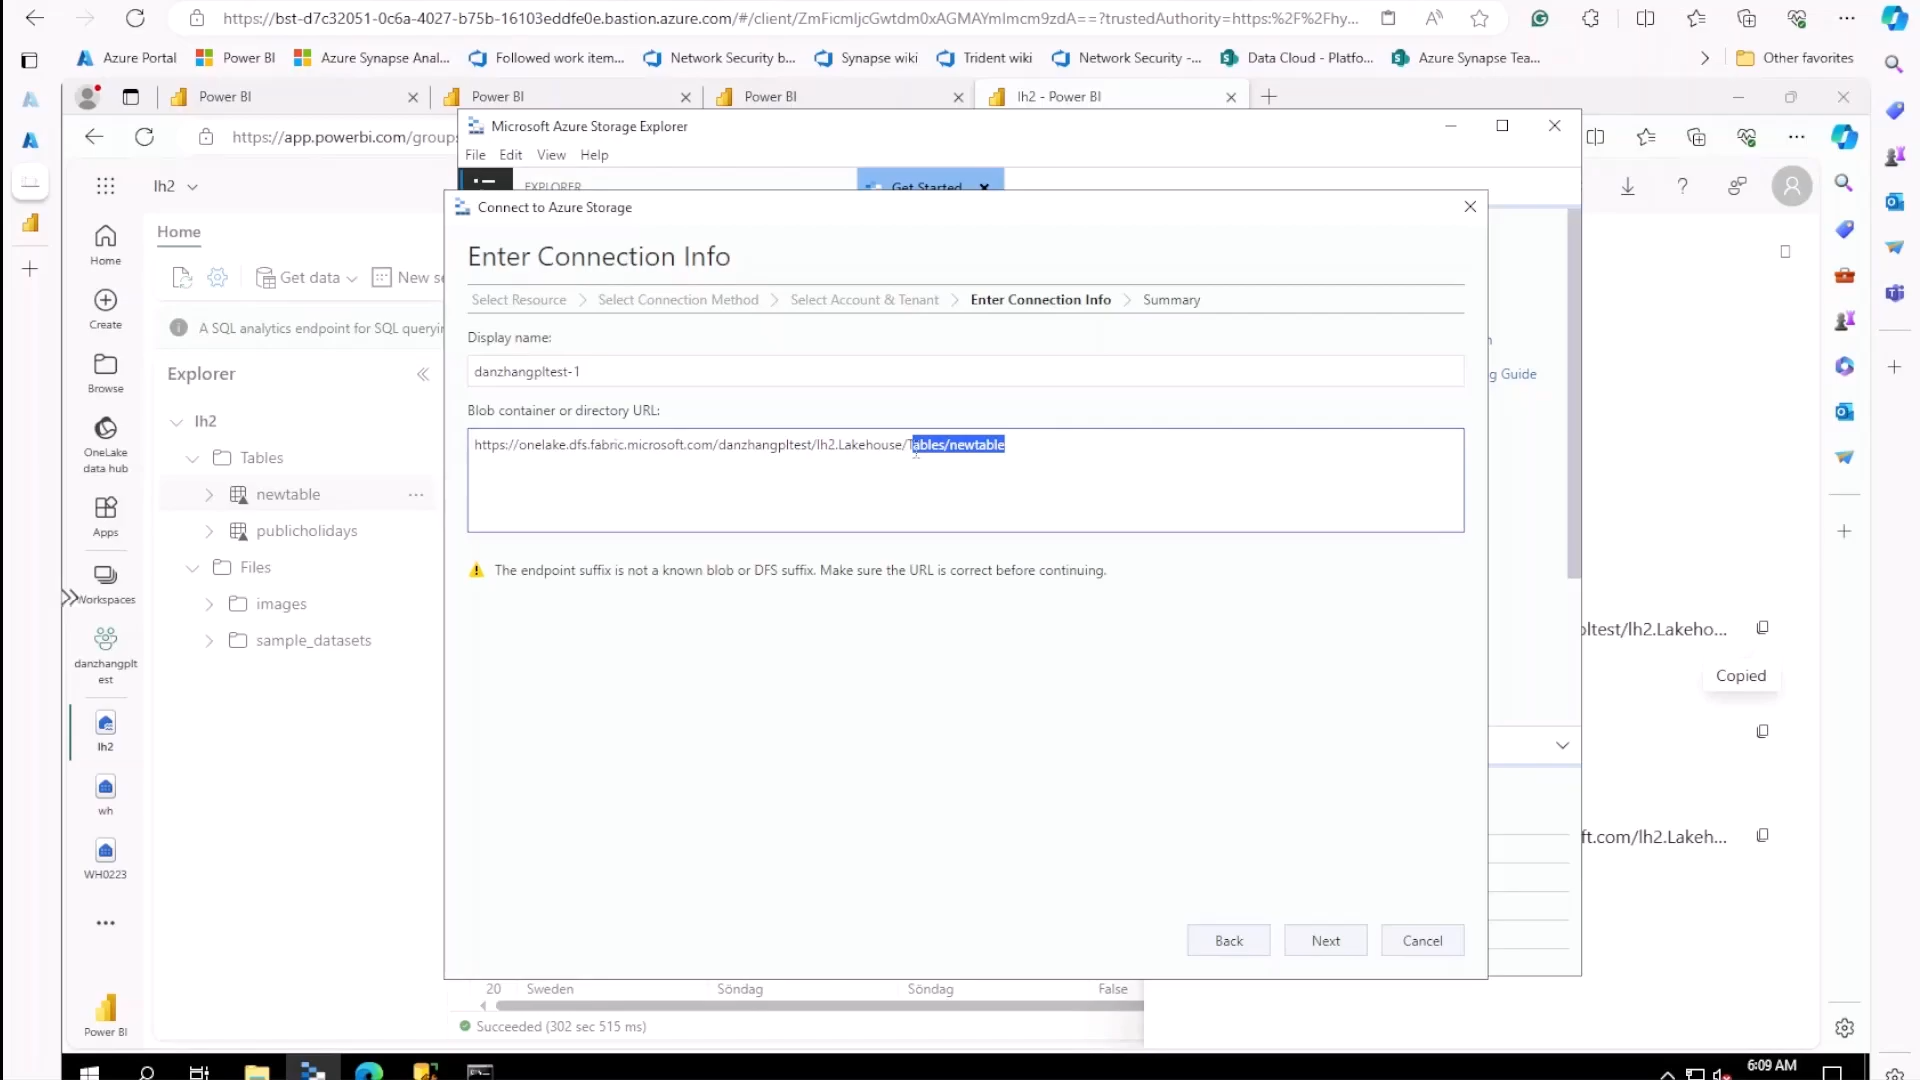 https://bst-d7c32051-0c6a-4027-b75b-16103eddfe0e.bastion.azure.com/#/client/ZmFicmljcGwtdm0xAGMAYmImcm9zdA==?trustedAuthority=https:%2F%2Fhy...
Azure Portal
Power BI
Azure Synapse Anal...
Followed work item...
Network Security b...
Synapse wiki
Trident wiki
Network Security -...
Data Cloud - Platfo...
Azure Synapse Tea...
Other favorites
Power BI
Power BI
Power BI
lh2 - Power BI
https://app.powerbi.com/group
Microsoft Azure Storage Explorer
File Edit View Help
lh2
EXPLORER
Get Started
Connect to Azure Storage
Home
Enter Connection Info
Home
Get data
New se
Select Resource > Select Connection Method > Select Account & Tenant > Enter Connection Info > Summary
Create
A SQL analytics endpoint for SQL queryin
Display name:
danzhangpltest-1
Explorer
g Guide
Browse
Blob container or directory URL:
lh2
https://onelake.dfs.fabric.microsoft.com/danzhangpltest/lh2.Lakehouse/Tables/newtable
OneLake
data hub
Tables
newtable
Apps
publicholidays
Files
The endpoint suffix is not a known blob or DFS suffix. Make sure the URL is correct before continuing.
Workspaces
images
sample_datasets
pltest/lh2.Lakeho...
danzhangplt
est
Copied
lh2
wh
ft.com/lh2.Lakeh...
WH0223
Back
Next
Cancel
20 Sweden Söndag Söndag False
Power BI
Succeeded (302 sec 515 ms)
6:09 AM